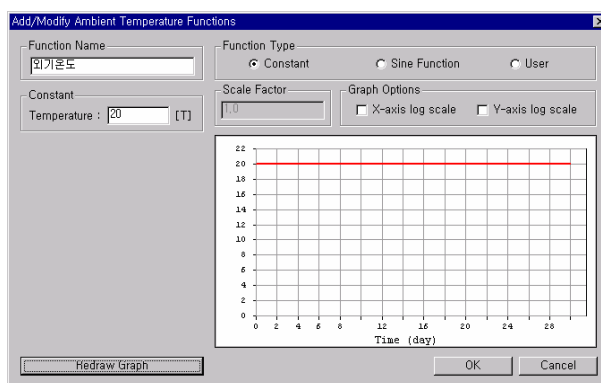 Add/Modify Ambient Temperature Functions
Function Name
외기온도
Function Type
Constant
Sine Function
User
Constant
Temperature : 20 [T]
Scale Factor
1.0
Graph Options
X-axis log scale
Y-axis log scale
22
20
18
16
14
12
10
8
6
4
2
0
0 2 4 6 8 12 16 20 24 28
Time (day)
Redraw Graph
OK
Cancel